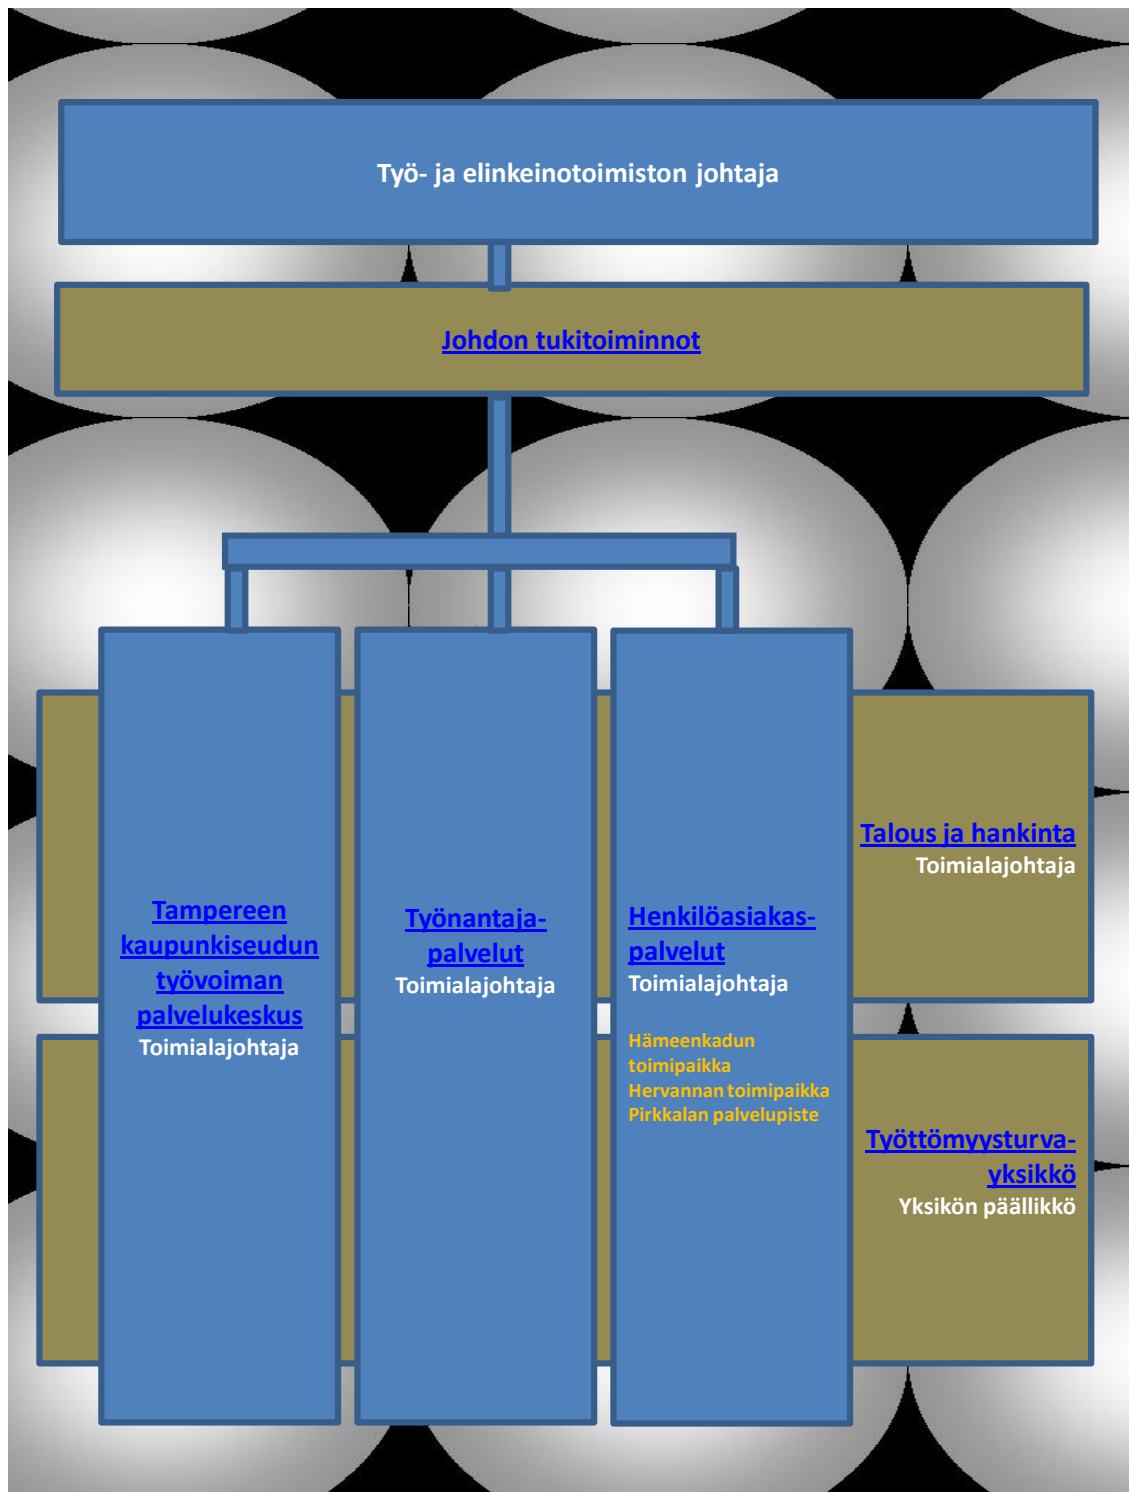 Työ- ja elinkeinotoimiston johtaja
Johdon tukitoiminnot
Tampereen
kaupunkiseudun
työvoiman
palvelukeskus
Toimialajohtaja
Työnantaja-
palvelut
Toimialajohtaja
Henkilöasiakas-
palvelut
Toimialajohtaja
Hämeenkadun
toimipaikka
Hervannan toimipaikka
Pirkkalan palvelupiste
Talous ja hankinta
Toimialajohtaja
Työttömyysturva-
yksikkö
Yksikön päällikkö